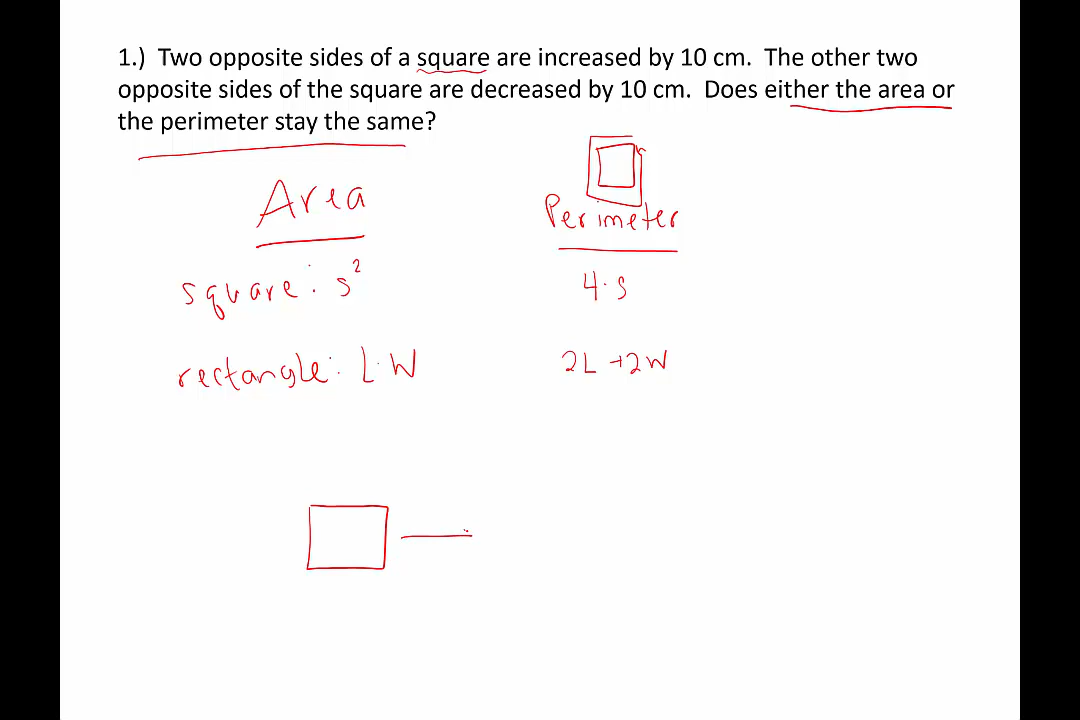 1.) Two opposite sides of a square are increased by 10 cm. The other two
opposite sides of the square are decreased by 10 cm. Does either the area or
the perimeter stay the same?
Area
Perimeter
square: s²
4·s
rectangle: L·W
2L +2W